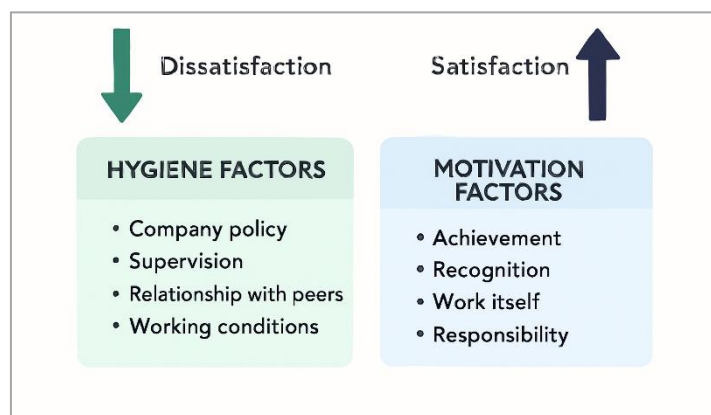 Dissatisfaction
Satisfaction
HYGIENE FACTORS
• Company policy
• Supervision
• Relationship with peers
• Working conditions
MOTIVATION
FACTORS
• Achievement
• Recognition
• Work itself
• Responsibility